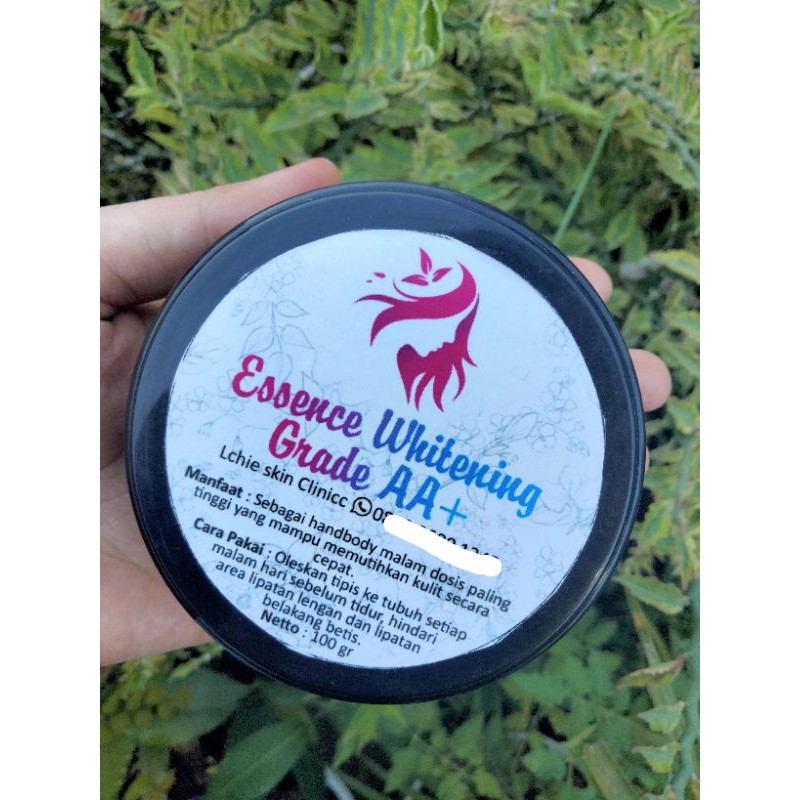 Essence Whitening
Grade AA+
Lchie skin Clinicc 08
Manfaat : Sebagai handbody malam dosis paling
tinggi yang mampu memutihkan kulit secara
cepat.
Cara Pakai : Oleskan tipis ke tubuh setiap
malam hari sebelum tidur, hindari
area lipatan lengan dan lipatan
belakang betis.
Netto : 100 gr